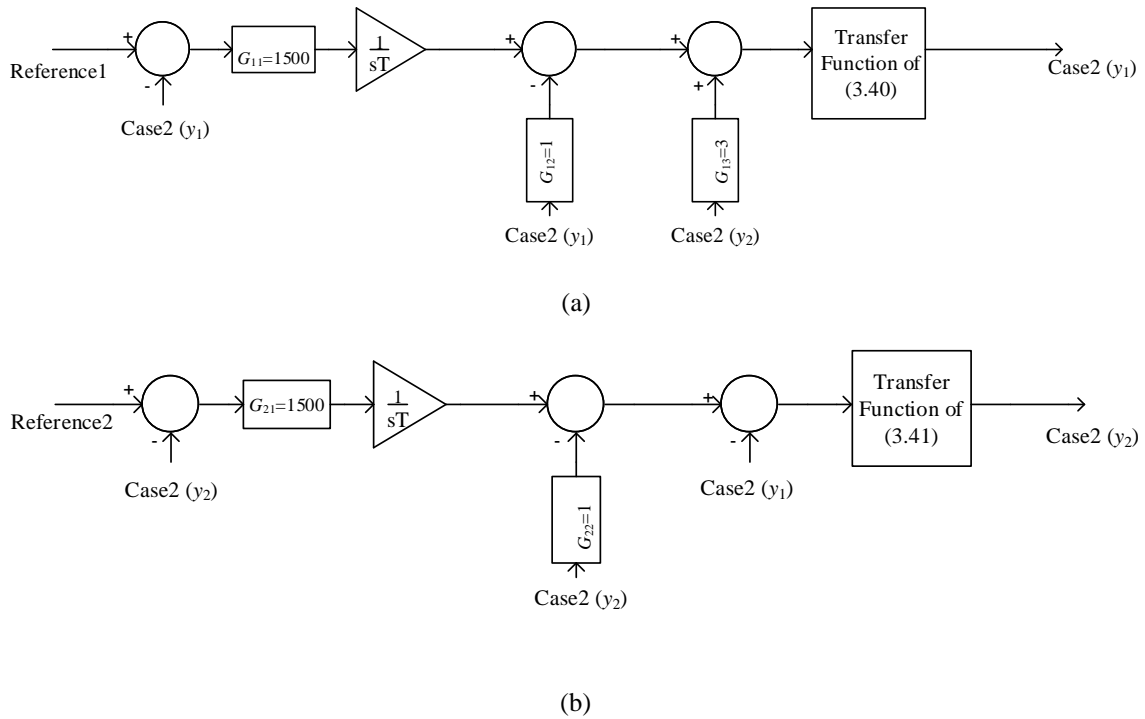 +
+
+
Transfer
Function of
(3.40)
Reference1
G11=1500
1
sT
Case2 (y1)
-
-
+
Case2 (y1)
G12=1
G13=3
Case2 (y1)
Case2 (y2)
(a)
+
+
+
Transfer
Function of
(3.41)
Reference2
G21=1500
1
sT
Case2 (y2)
-
-
-
Case2 (y2)
Case2 (y1)
G22=1
Case2 (y2)
(b)